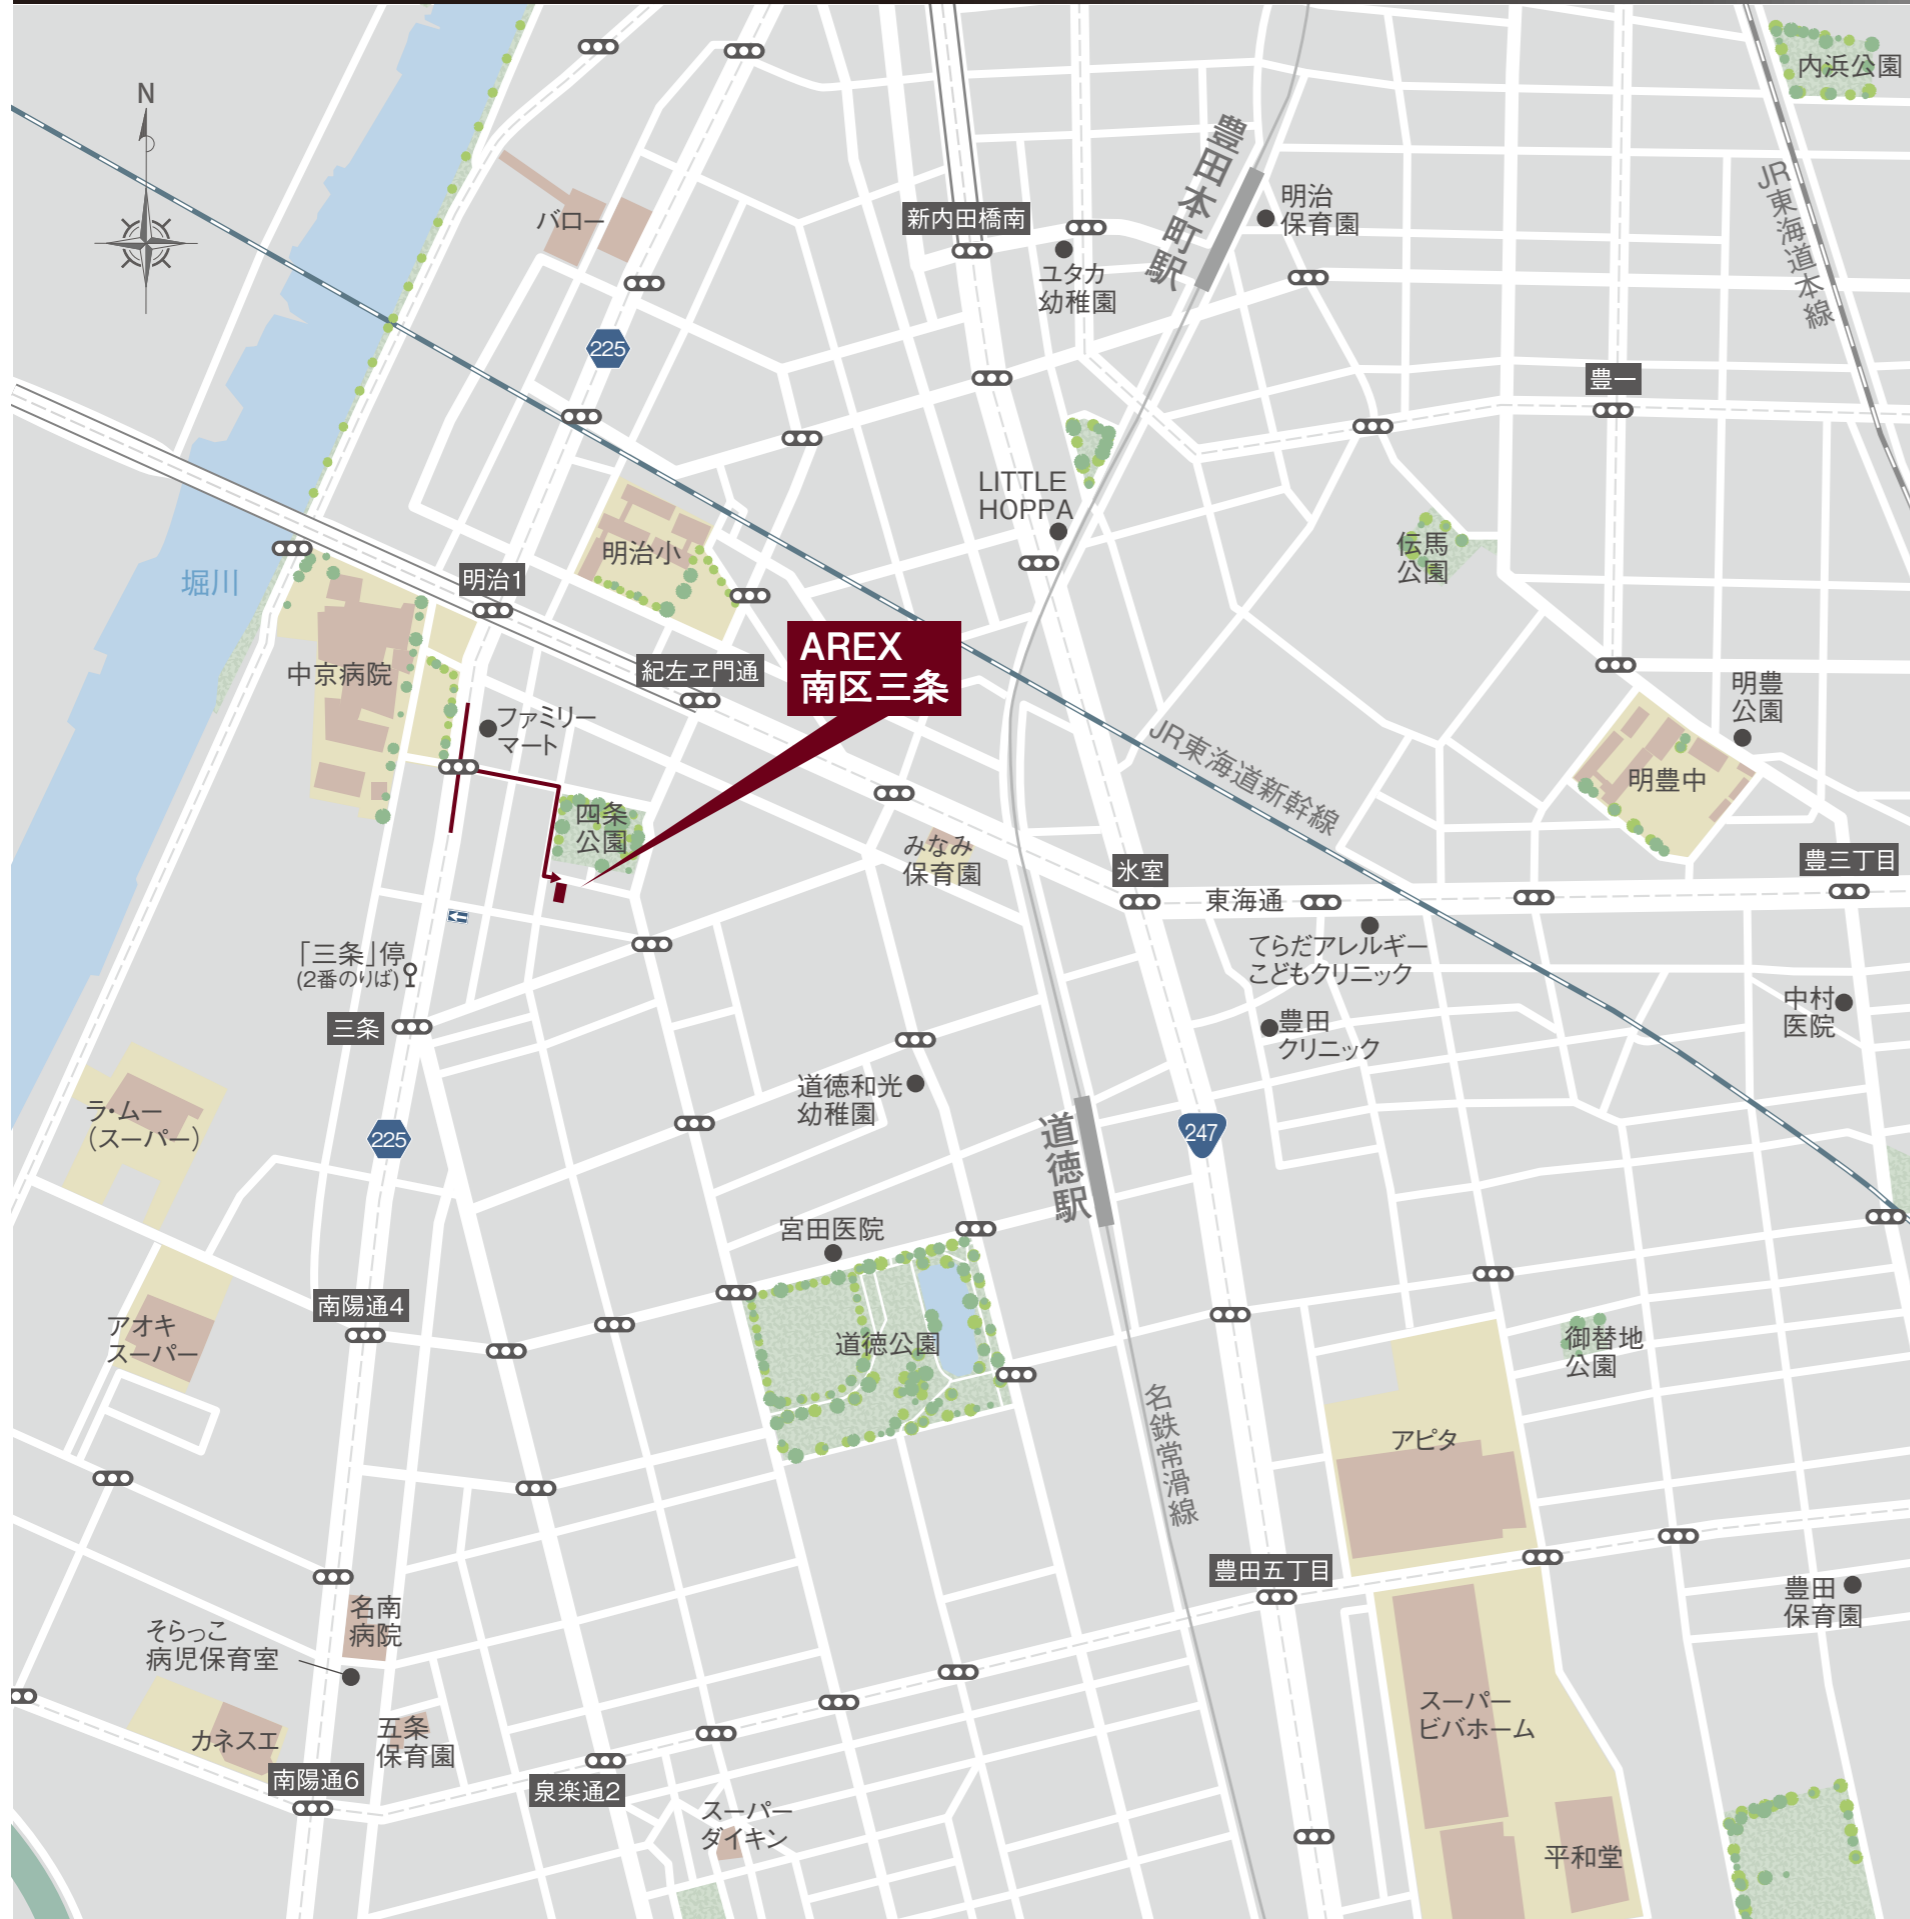 内浜公園
N
JR東海道本線
豊田本町駅
明治
保育園
バロー
新内田橋南
ユタカ
幼稚園
225
豊一
LITTLE
HOPPA
伝馬
公園
明治小
堀川
明治1
AREX
南区三条
紀左ヱ門通
中京病院
明豊
公園
ファミリー
マート
JR東海道新幹線
明豊中
四条
公園
みなみ
保育園
氷室
豊三丁目
東海通
てらだアレルギー
こどもクリニック
「三条」停
(2番のりば)
中村
医院
三条
豊田
クリニック
道徳和光
幼稚園
ラ・ムー
（スーパー）
225
道徳駅
247
宮田医院
南陽通4
アオキ
スーパー
道徳公園
御替地
公園
名鉄常滑線
アピタ
豊田五丁目
豊田
保育園
名南
病院
そらっこ
病児保育室
スーパー
ビバホーム
五条
保育園
カネスエ
南陽通6
泉楽通2
スーパー
ダイキン
平和堂